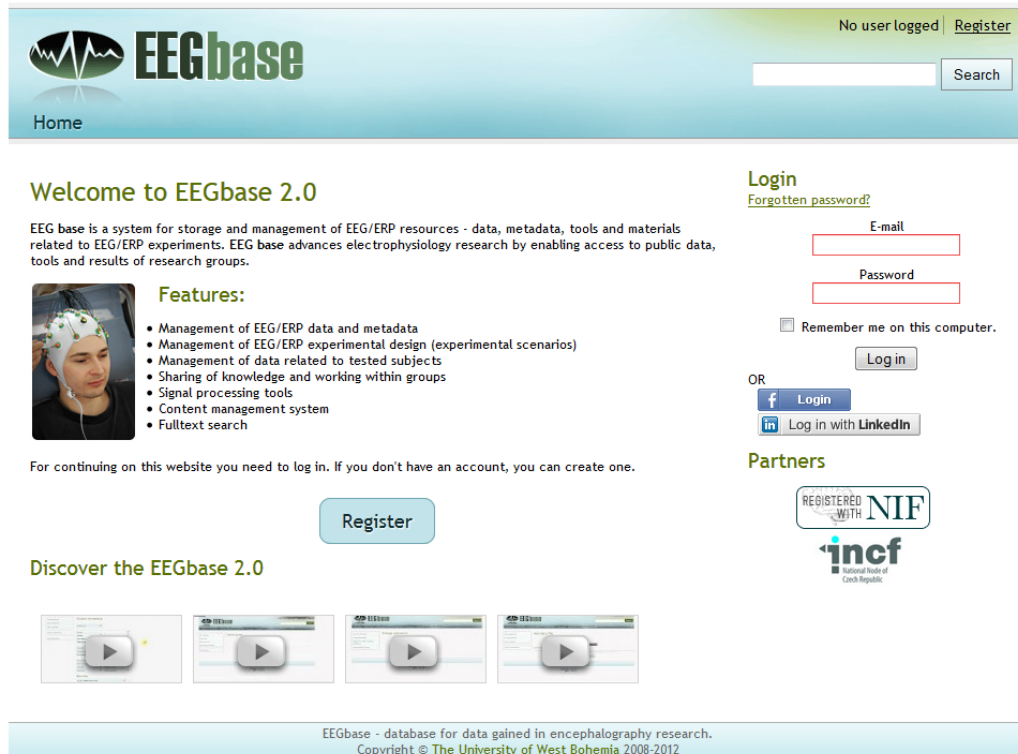 No user logged Register
EEGbase
Search
Home
Welcome to EEGbase 2.0
EEG base is a system for storage and management of EEG/ERP resources - data, metadata, tools and materials
related to EEG/ERP experiments. EEG base advances electrophysiology research by enabling access to public data,
tools and results of research groups.
Features:
• Management of EEG/ERP data and metadata
• Management of EEG/ERP experimental design (experimental scenarios)
• Management of data related to tested subjects
• Sharing of knowledge and working within groups
• Signal processing tools
• Content management system
• Fulltext search
For continuing on this website you need to log in. If you don't have an account, you can create one.
Register
Discover the EEGbase 2.0
Login
Forgotten password?
E-mail
Password
Remember me on this computer.
Log in
OR
f Login
in Log in with LinkedIn
Partners
REGISTERED
WITH NIF
incf
National Node of
Czech Republic
EEGbase - database for data gained in encephalography research.
Copyright © The University of West Bohemia 2008-2012